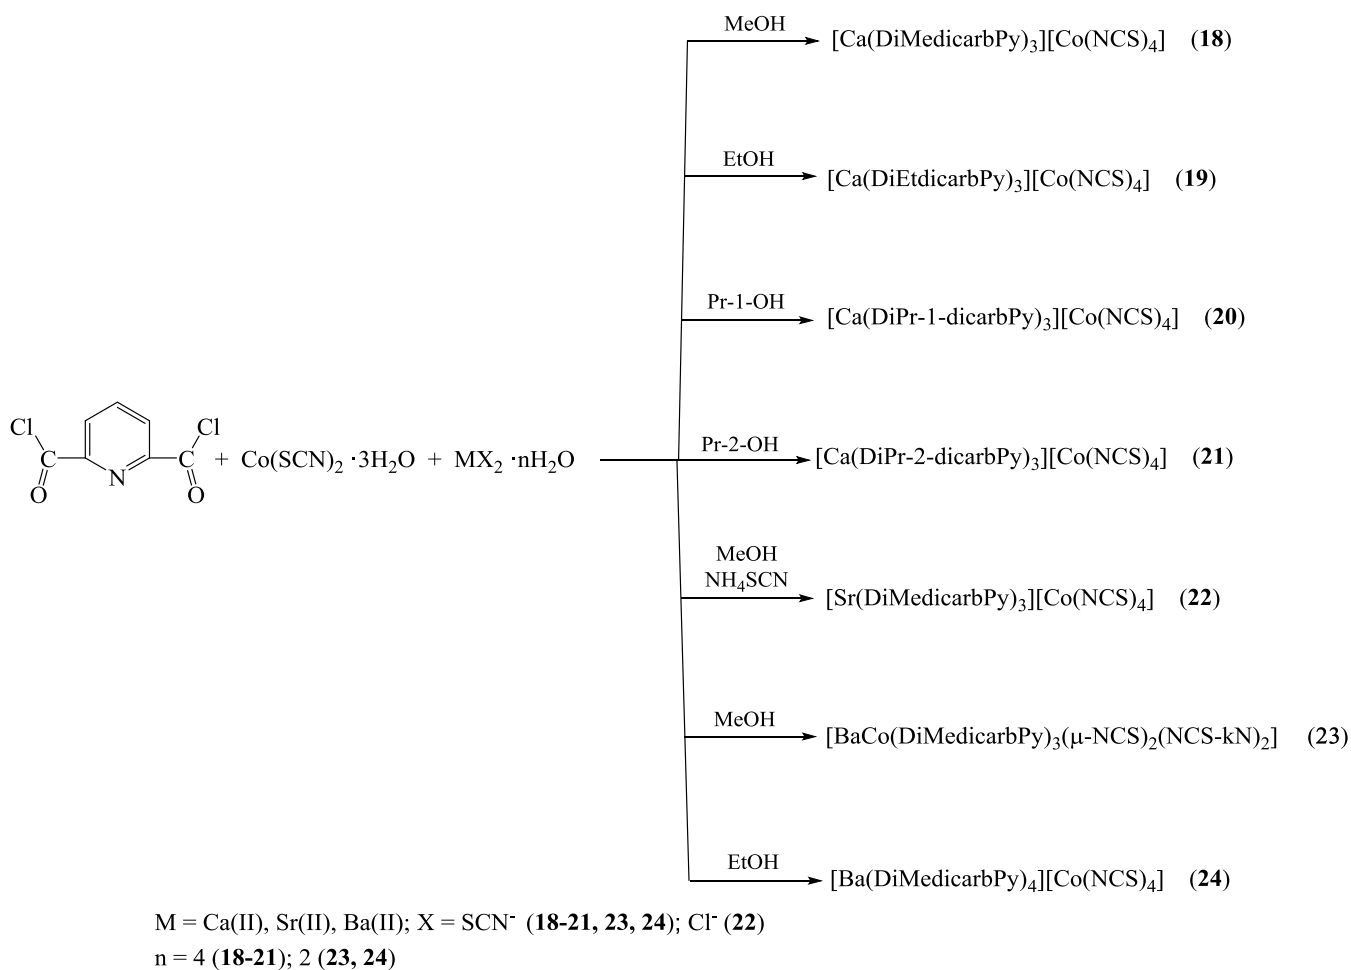 MeOH
[Ca(DiMedicarbPy)₃][Co(NCS)₄] (18)
EtOH
[Ca(DiEtdicarbPy)₃][Co(NCS)₄] (19)
Pr-1-OH
[Ca(DiPr-1-dicarbPy)₃][Co(NCS)₄] (20)
Cl C O N C Cl O + Co(SCN)₂ ·3H₂O + MX₂ ·nH₂O
Pr-2-OH
[Ca(DiPr-2-dicarbPy)₃][Co(NCS)₄] (21)
MeOH
NH₄SCN
[Sr(DiMedicarbPy)₃][Co(NCS)₄] (22)
MeOH
[BaCo(DiMedicarbPy)₃(μ-NCS)₂(NCS-kN)₂] (23)
EtOH
[Ba(DiMedicarbPy)₄][Co(NCS)₄] (24)
M = Ca(II), Sr(II), Ba(II); X = SCN⁻ (18-21, 23, 24); Cl⁻ (22)
n = 4 (18-21); 2 (23, 24)